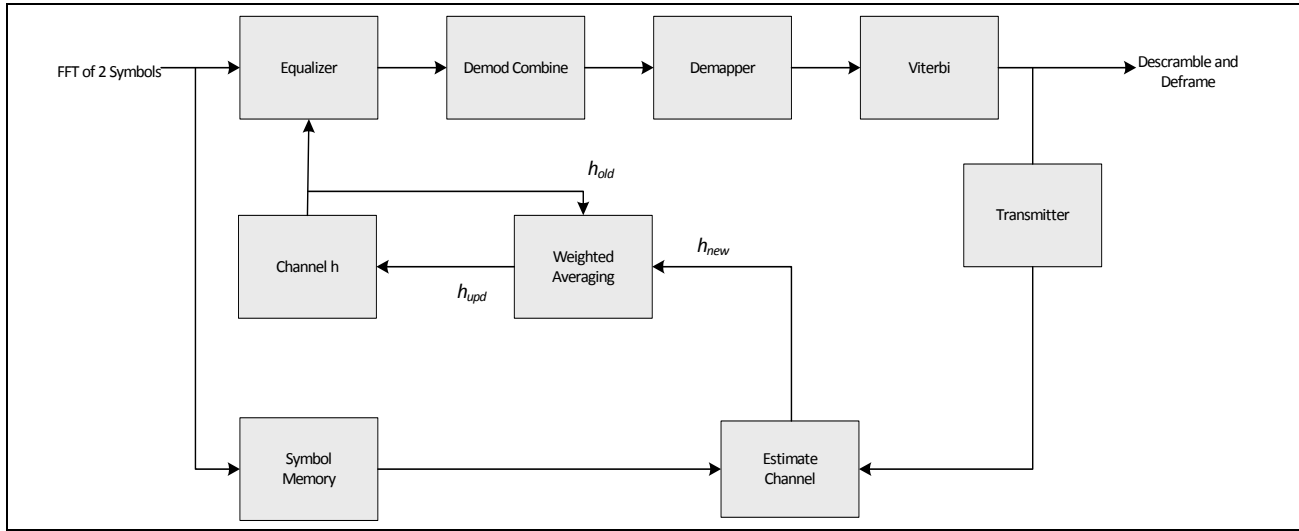 FFT of 2 Symbols
Equalizer
Demod Combine
Demapper
Viterbi
Descramble and
Deframe
h_old
Transmitter
Channel h
Weighted
Averaging
h_new
h_upd
Symbol
Memory
Estimate
Channel